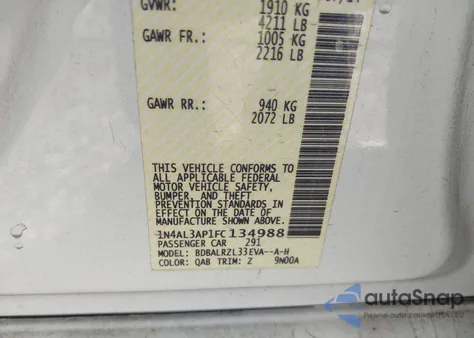 GVWR: 1910 KG
4211 LB
GAWR FR.: 1005 KG
2216 LB
GAWR RR.: 940 KG
2072 LB
THIS VEHICLE CONFORMS TO
ALL APPLICABLE FEDERAL
MOTOR VEHICLE SAFETY,
BUMPER, AND THEFT
PREVENTION STANDARDS IN
EFFECT ON THE DATE OF
MANUFACTURE SHOWN ABOVE.
1N4AL3AP1FC134988
PASSENGER CAR 291
MODEL: BDBALRZL33EVA--A-H
COLOR: QAB TRIM: Z 9N00A
autoSnap